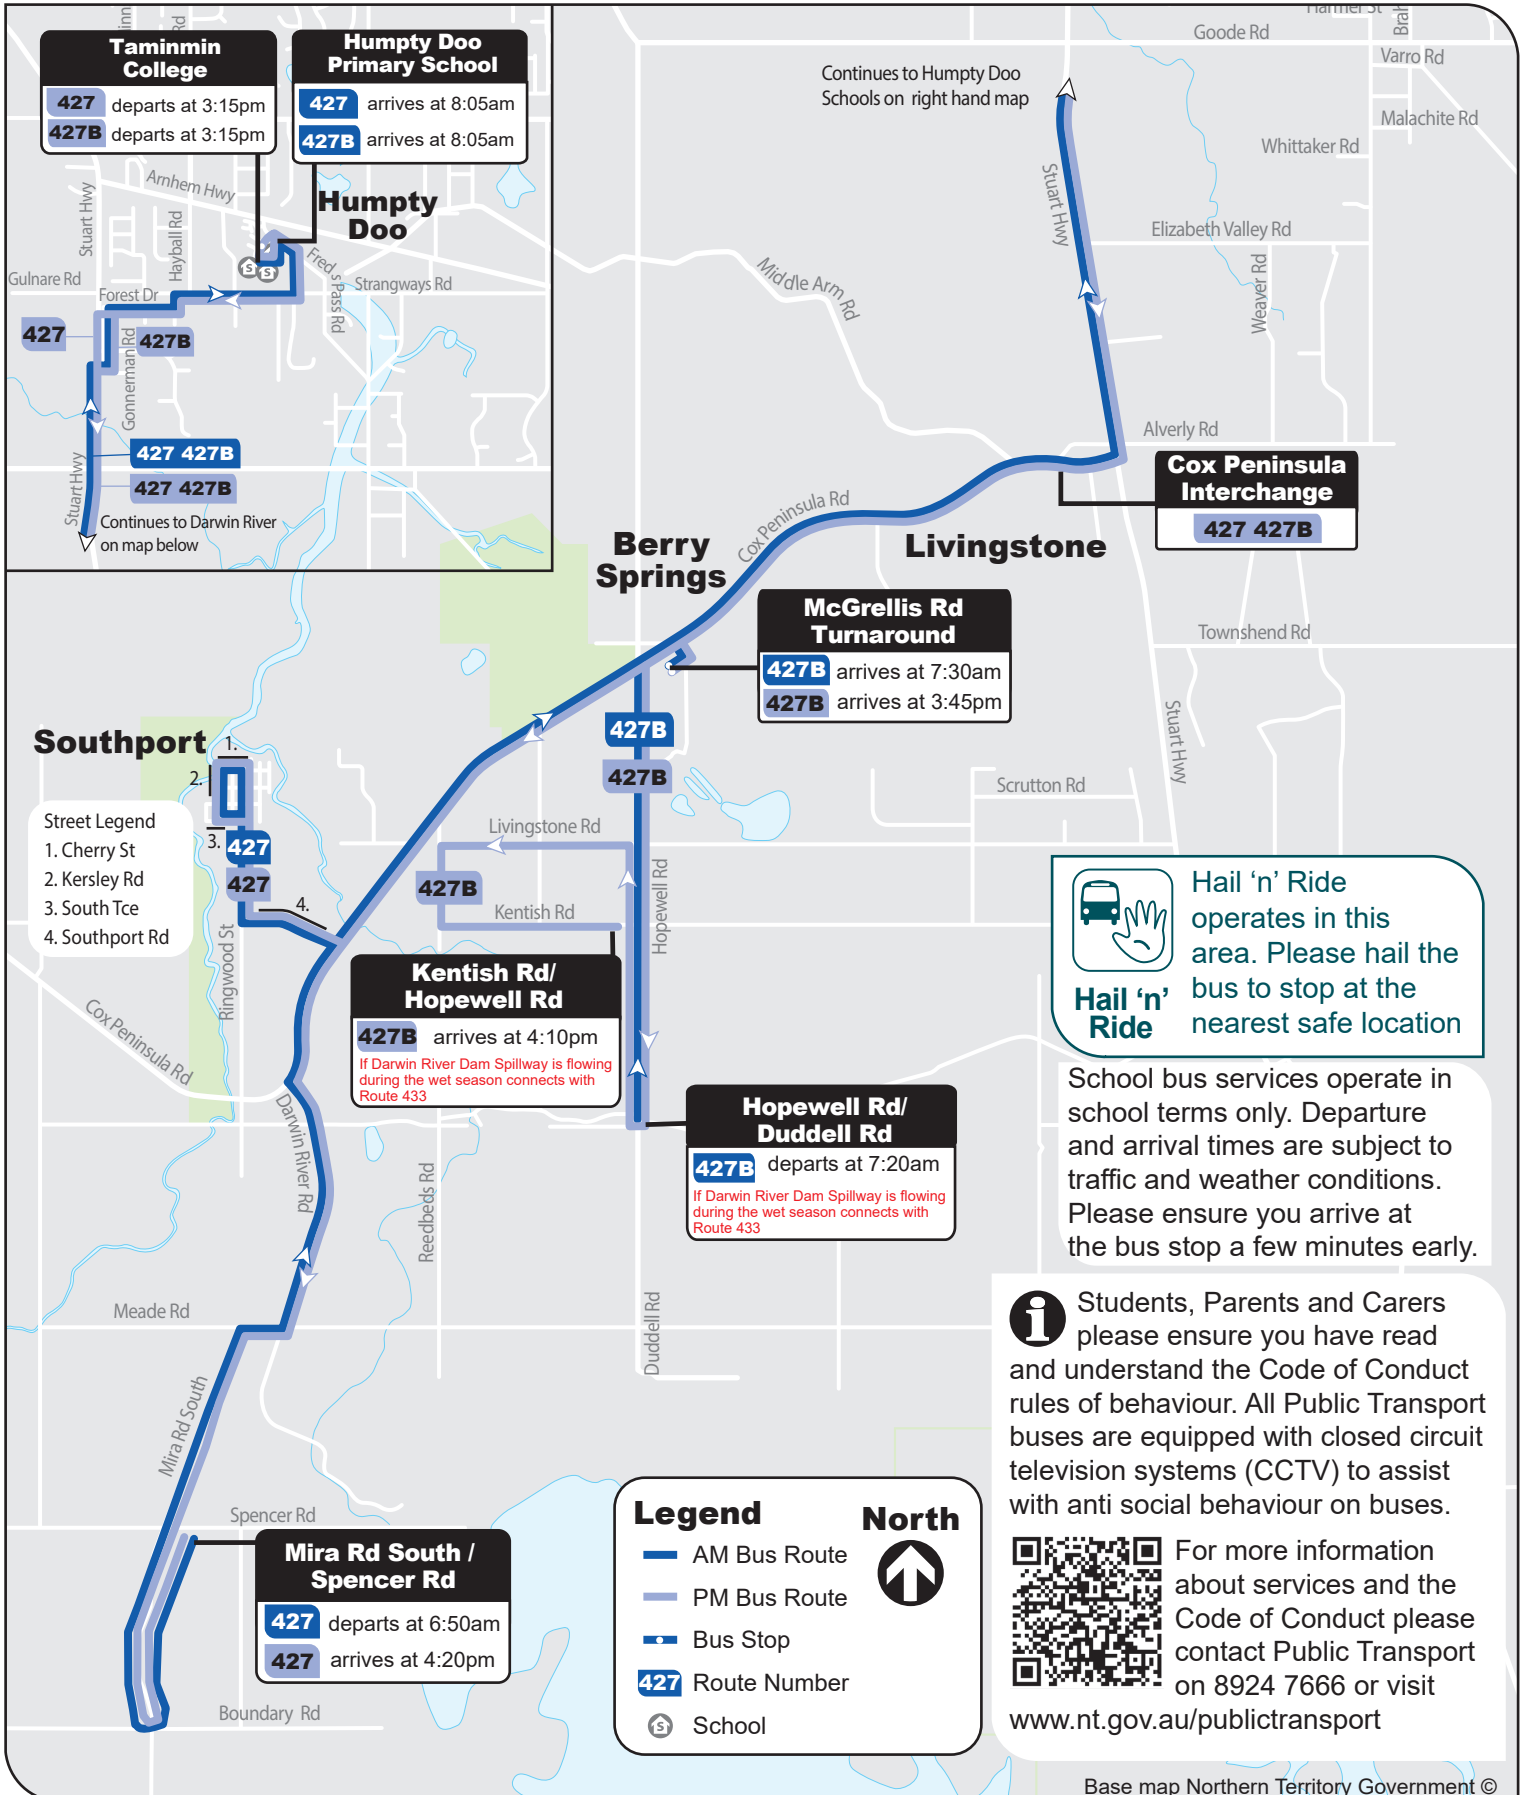 Taminmin
College
427 departs at 3:15pm
427B departs at 3:15pm
Humpty Doo
Primary School
427 arrives at 8:05am
427B arrives at 8:05am
Rd
Arnhem Hwy
Stuart Hwy
Hayball Rd
Humpty
Doo
Gulnare Rd
Forest Dr
Fred s Pass Rd
Strangways Rd
427
427B
Gonnerman Rd
427 427B
427 427B
Stuart Hwy
Continues to Darwin River
on map below
Continues to Humpty Doo
Schools on right hand map
Harmer St
Goode Rd
Varro Rd
Malachite Rd
Whittaker Rd
Stuart Hwy
Elizabeth Valley Rd
Weaver Rd
Middle Arm Rd
Alverly Rd
Cox Peninsula
Interchange
427 427B
Cox Peninsula Rd
Livingstone
Berry
Springs
McGrellis Rd
Turnaround
427B arrives at 7:30am
427B arrives at 3:45pm
Townshend Rd
Stuart Hwy
Scrutton Rd
427B
427B
Southport
1.
2.
3.
4.
Street Legend
1. Cherry St
2. Kersley Rd
3. South Tce
4. Southport Rd
427
427
Ringwood St
Livingstone Rd
427B
Kentish Rd
Hopewell Rd
Kentish Rd/
Hopewell Rd
427B arrives at 4:10pm
If Darwin River Dam Spillway is flowing
during the wet season connects with
Route 433
Cox Peninsula Rd
Darwin River Rd
Reedbeds Rd
Hopewell Rd/
Duddell Rd
427B departs at 7:20am
If Darwin River Dam Spillway is flowing
during the wet season connects with
Route 433
Duddell Rd
Meade Rd
Mira Rd South
Spencer Rd
Mira Rd South /
Spencer Rd
427 departs at 6:50am
427 arrives at 4:20pm
Boundary Rd
Legend
North
AM Bus Route
PM Bus Route
Bus Stop
427 Route Number
S School
Hail ‘n’
Ride
Hail ‘n’ Ride
operates in this
area. Please hail the
bus to stop at the
nearest safe location
School bus services operate in
school terms only. Departure
and arrival times are subject to
traffic and weather conditions.
Please ensure you arrive at
the bus stop a few minutes early.
i Students, Parents and Carers
please ensure you have read
and understand the Code of Conduct
rules of behaviour. All Public Transport
buses are equipped with closed circuit
television systems (CCTV) to assist
with anti social behaviour on buses.
For more information
about services and the
Code of Conduct please
contact Public Transport
on 8924 7666 or visit
www.nt.gov.au/publictransport
Base map Northern Territory Government ©